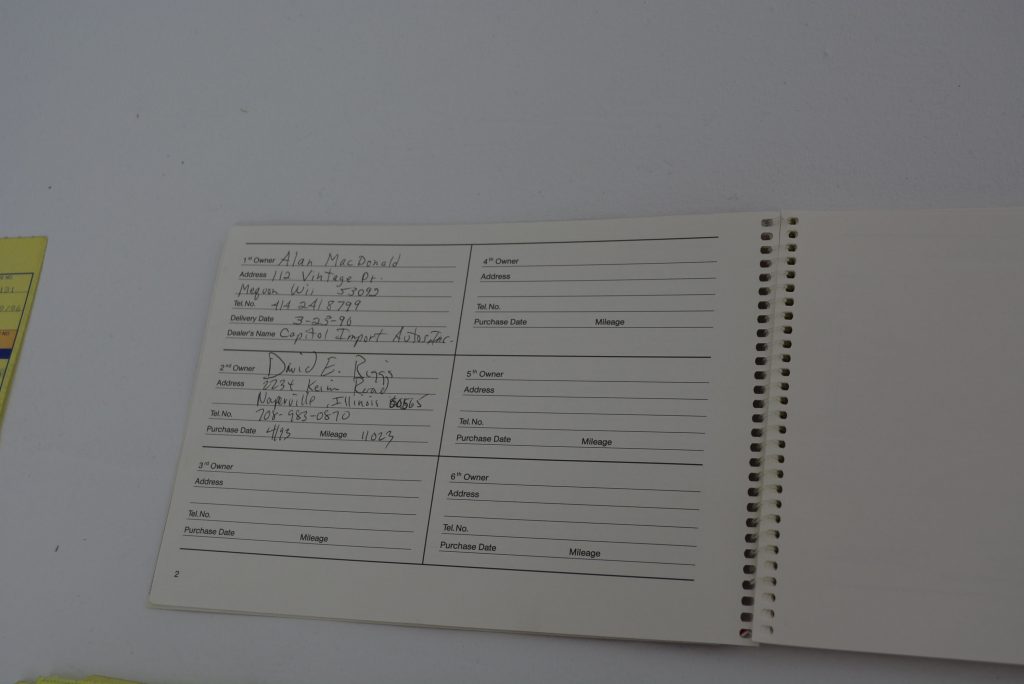 1st Owner Alan MacDonald
Address 112 Vintage Dr.
Mequon Wii 53092
Tel. No. 414 241 8799
Delivery Date 3-23-90
Dealer's Name Capitol Import Autos Inc.
2nd Owner David E. Riggs
Address 2234 Keim Road
Naperville, Illinois 60565
Tel. No. 708-983-0870
Purchase Date 4/93 Mileage 11023
3rd Owner
Address
Tel. No.
Purchase Date Mileage
2
4th Owner
Address
Tel. No.
Purchase Date Mileage
5th Owner
Address
Tel. No.
Purchase Date Mileage
6th Owner
Address
Tel. No.
Purchase Date Mileage